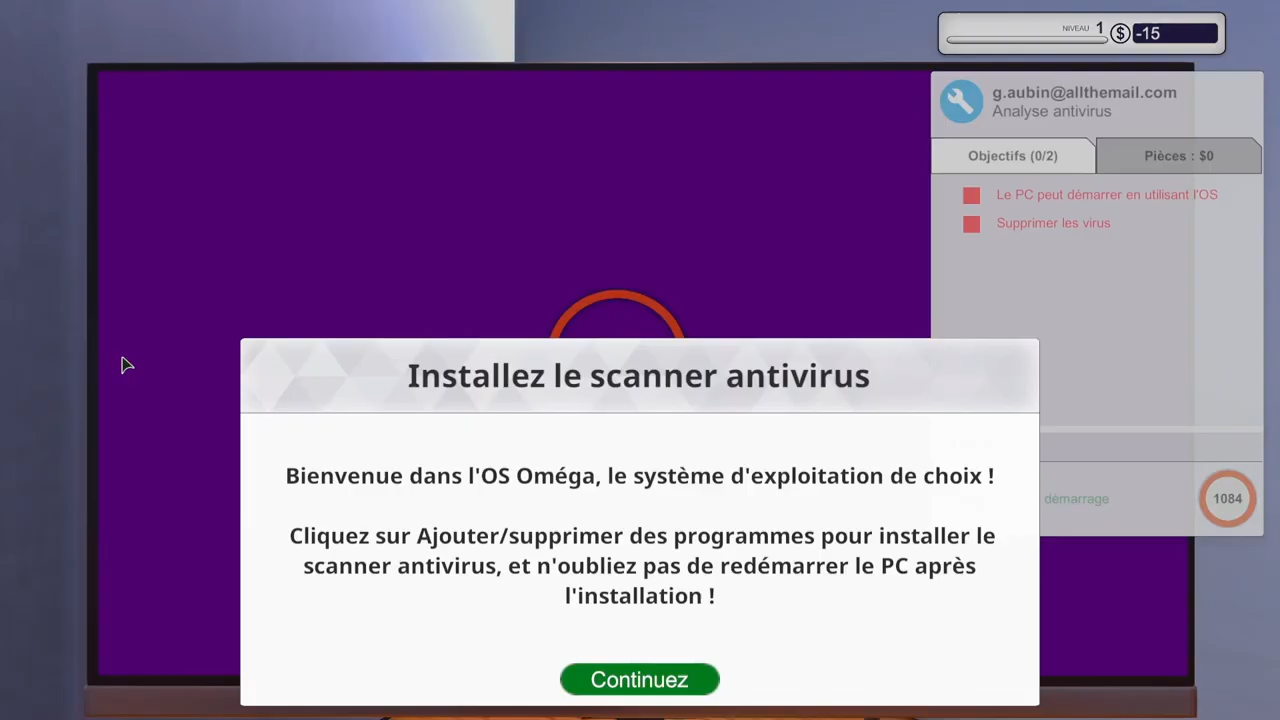 NIVEAU 1 $ -15
g.aubin@allthemail.com
Analyse antivirus
Objectifs (0/2)
Pièces : $0
Le PC peut démarrer en utilisant l'OS
Supprimer les virus
Installez le scanner antivirus
Bienvenue dans l'OS Oméga, le système d'exploitation de choix !
démarrage
1084
Cliquez sur Ajouter/supprimer des programmes pour installer le
scanner antivirus, et n'oubliez pas de redémarrer le PC après
l'installation !
Continuez